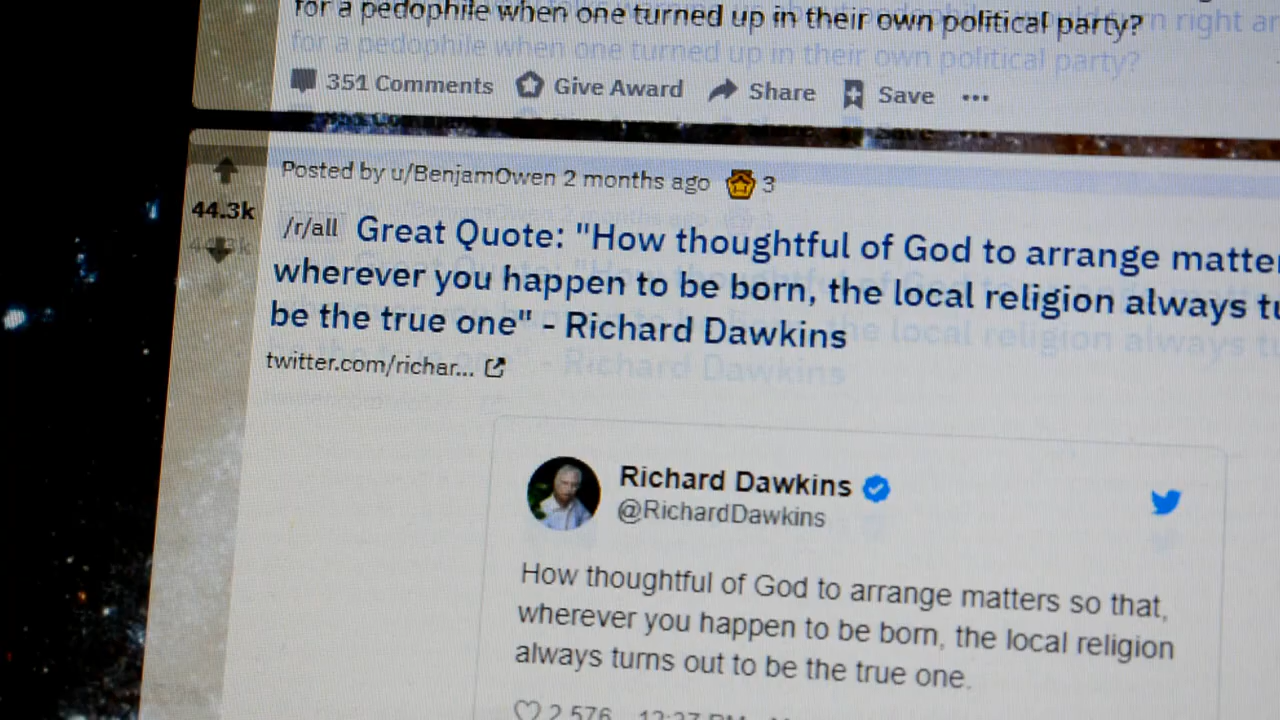 for a pedophile when one turned up in their own political party?
351 Comments Give Award Share Save ...
Posted by u/BenjamOwen 2 months ago 3
44.3k
/r/all Great Quote: "How thoughtful of God to arrange
wherever you happen to be born, the local religion always
be the true one" - Richard Dawkins
twitter.com/richar...
Richard Dawkins
@RichardDawkins
How thoughtful of God to arrange matters so that,
wherever you happen to be born, the local religion
always turns out to be the true one.
2,576 12:27 PM